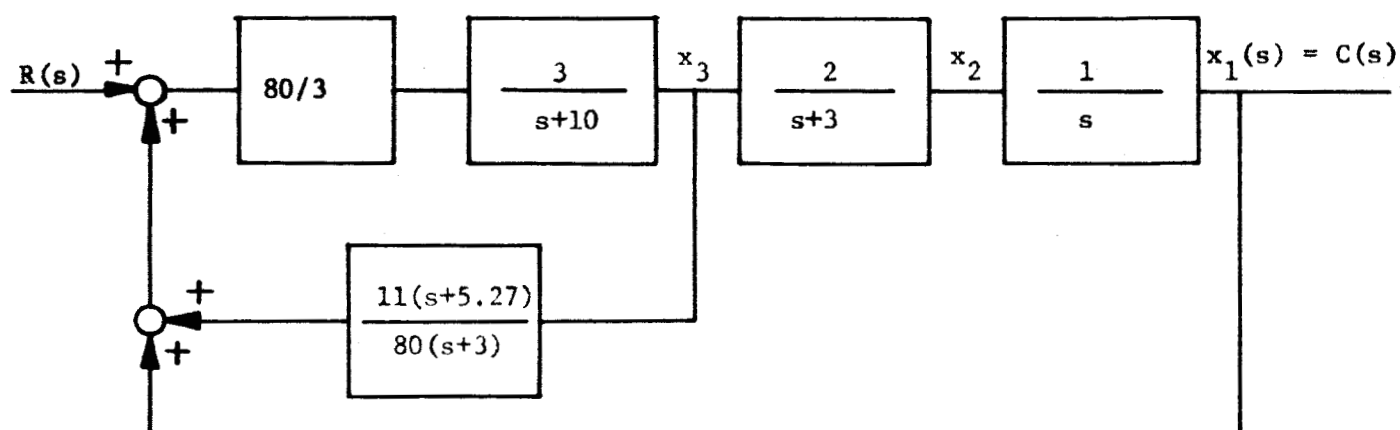 R(s)
+
+
80/3
3
s+10
x3
2
s+3
x2
1
s
x1(s) = C(s)
+
+
11(s+5.27)
80(s+3)